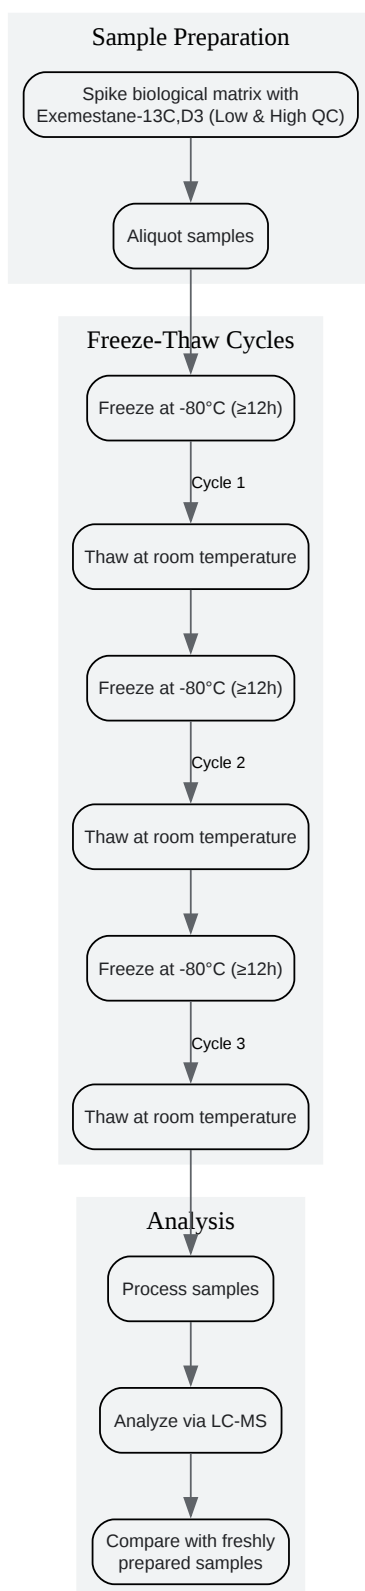 Sample Preparation
Spike biological matrix with
Exemestane-13C,D3 (Low & High QC)
Aliquot samples
Freeze-Thaw Cycles
Freeze at -80°C (≥12h)
Cycle 1
Thaw at room temperature
Freeze at -80°C (≥12h)
Cycle 2
Thaw at room temperature
Freeze at -80°C (≥12h)
Cycle 3
Thaw at room temperature
Analysis
Process samples
Analyze via LC-MS
Compare with freshly
prepared samples